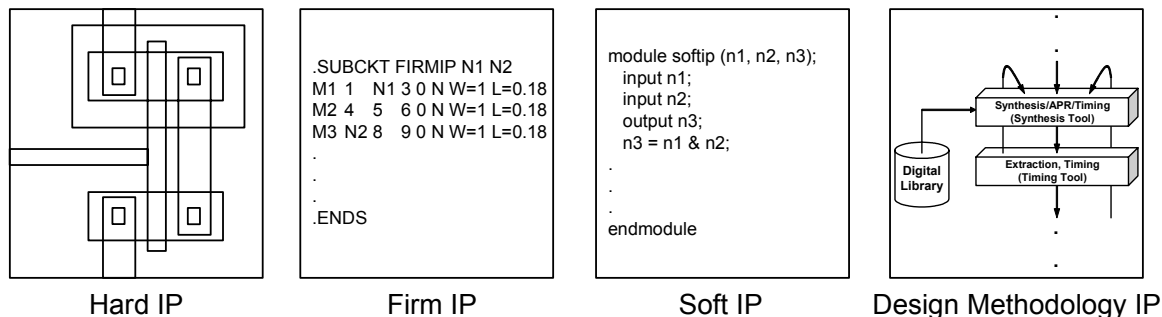 .SUBCKT FIRMIP N1 N2
M1 1 N1 3 0 N W=1 L=0.18
M2 4 5 6 0 N W=1 L=0.18
M3 N2 8 9 0 N W=1 L=0.18
.
.
.
.ENDS
module softip (n1, n2, n3);
input n1;
input n2;
output n3;
n3 = n1 & n2;
.
.
.
endmodule
.
.
Synthesis/APR/Timing
(Synthesis Tool)
Digital
Library
Extraction, Timing
(Timing Tool)
.
.
Hard IP
Firm IP
Soft IP
Design Methodology IP